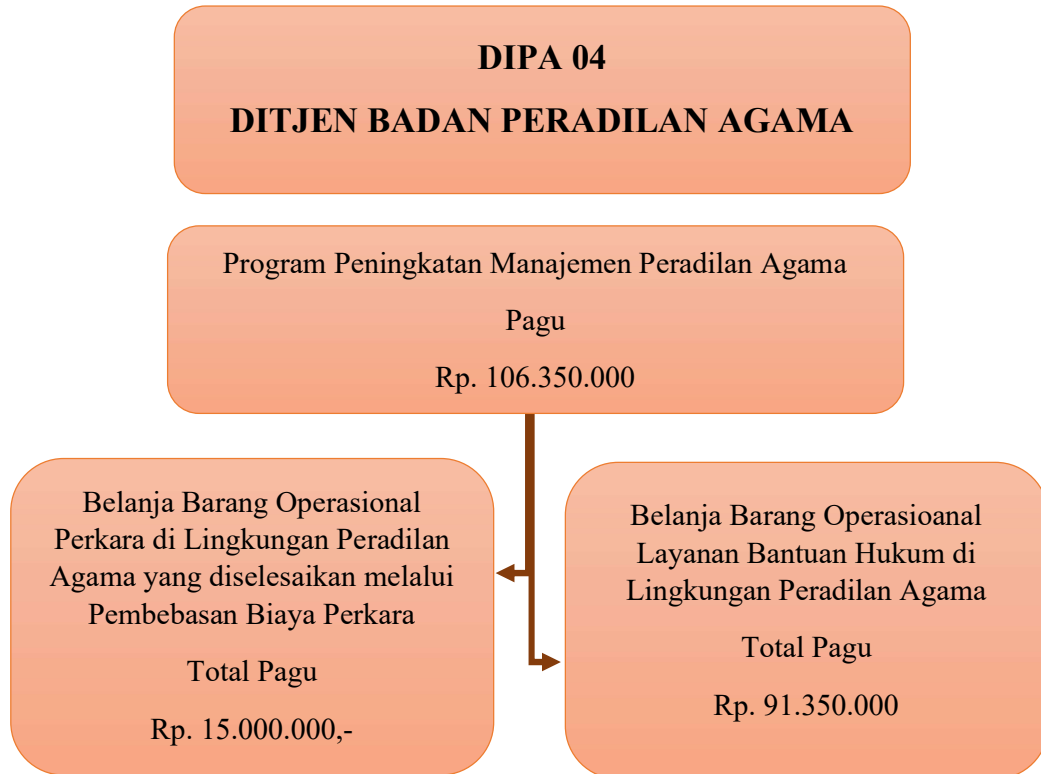 DIPA 04
DITJEN BADAN PERADILAN AGAMA
Program Peningkatan Manajemen Peradilan Agama
Pagu
Rp. 106.350.000
Belanja Barang Operasional
Perkara di Lingkungan Peradilan
Agama yang diselesaikan melalui
Pembebasan Biaya Perkara
Total Pagu
Rp. 15.000.000,-
Belanja Barang Operasioanal
Layanan Bantuan Hukum di
Lingkungan Peradilan Agama
Total Pagu
Rp. 91.350.000